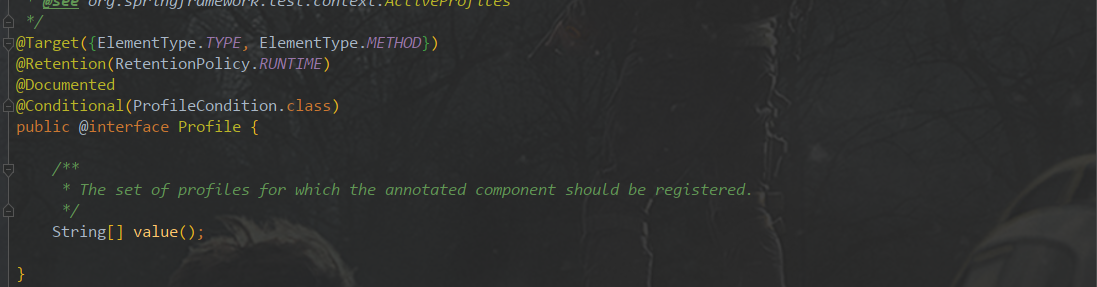 * @see org.springframework.test.context.ActiveProfiles
*/
@Target({ElementType.TYPE, ElementType.METHOD})
@Retention(RetentionPolicy.RUNTIME)
@Documented
@Conditional(ProfileCondition.class)
public @interface Profile {
/**
* The set of profiles for which the annotated component should be registered.
*/
String[] value();
}